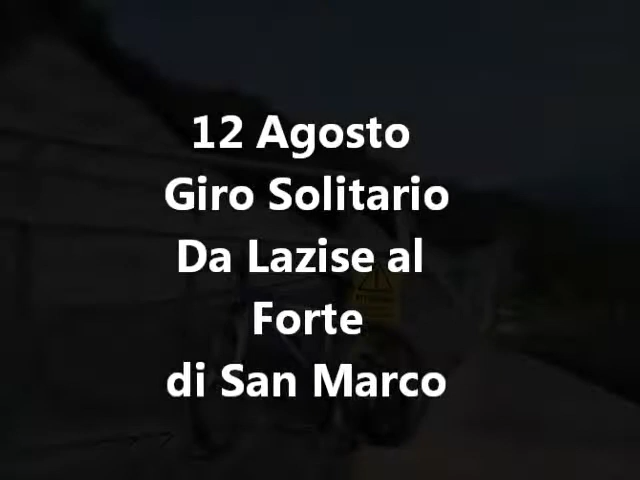 12 Agosto
Giro Solitario
Da Lazise al
Forte
di San Marco